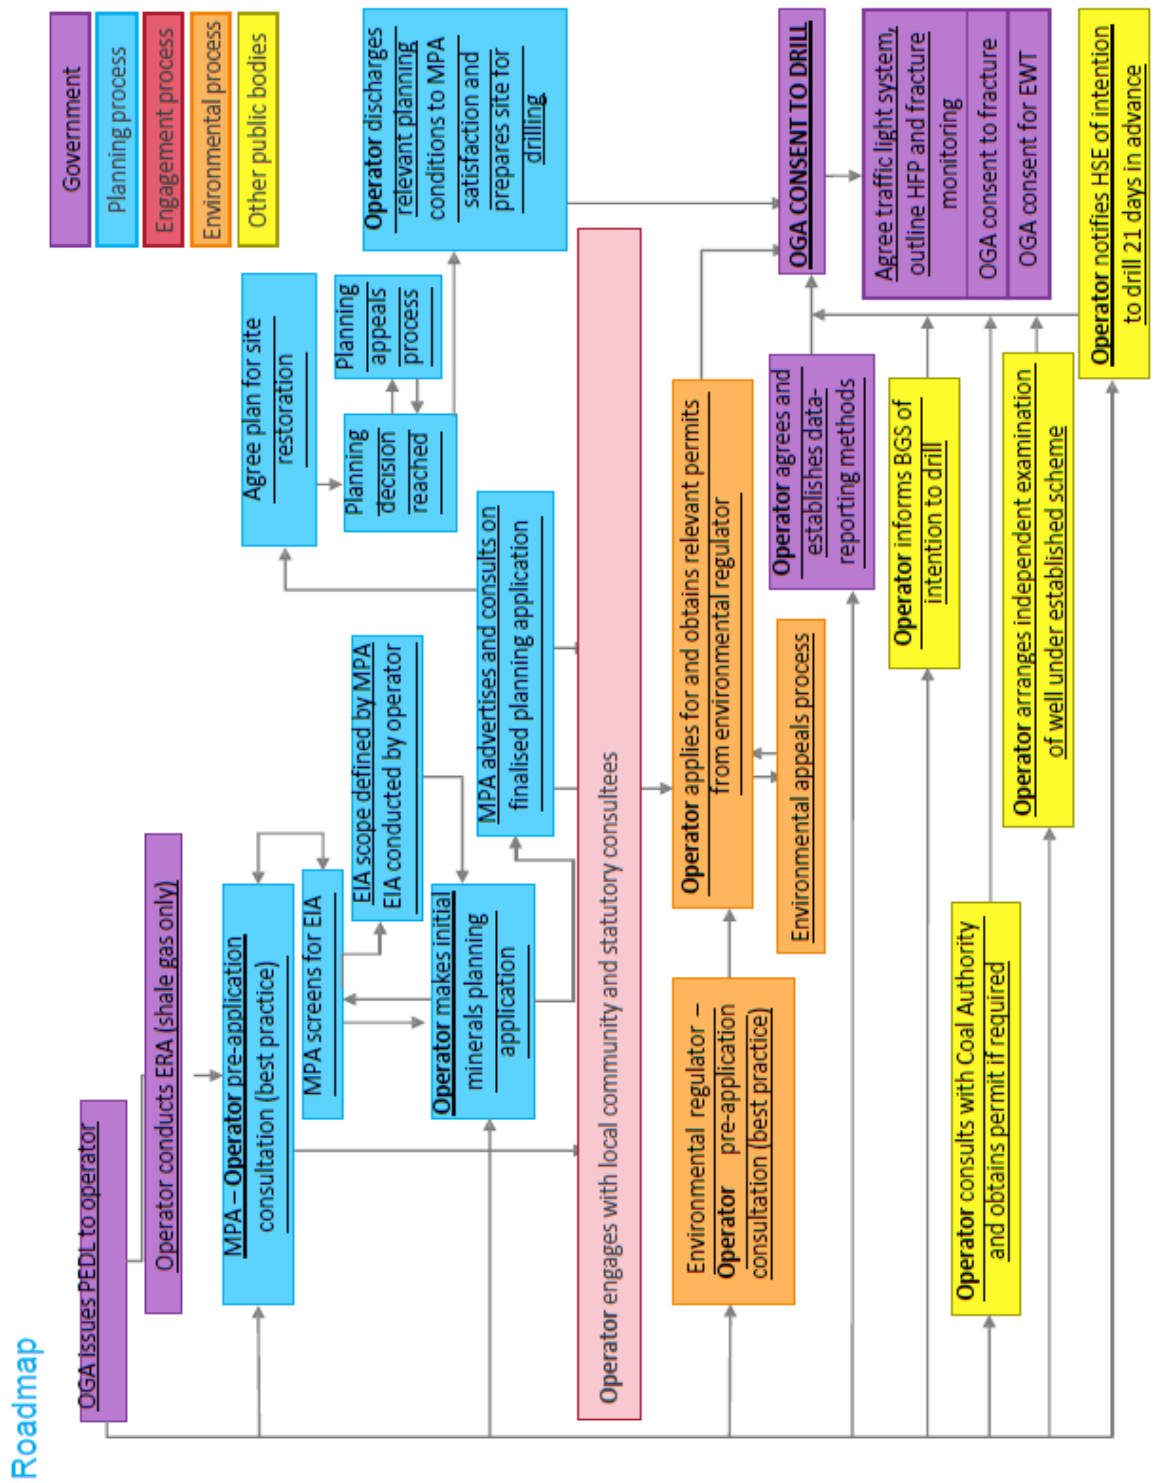 Roadmap
Government
Planning process
Engagement process
Environmental process
Other public bodies
OGA issues PEDL to operator
Operator conducts ERA (shale gas only)
MPA – Operator pre-application
consultation (best practice)
MPA screens for EIA
EIA scope defined by MPA
EIA conducted by operator
Operator makes initial
minerals planning
application
MPA advertises and consults on
finalised planning application
Agree plan for site
restoration
Planning
decision
reached
Planning
appeals
process
Operator discharges
relevant planning
conditions to MPA
satisfaction and
prepares site for
drilling
Operator engages with local community and statutory consultees
Environmental regulator –
Operator pre-application
consultation (best practice)
Operator applies for and obtains relevant permits
from environmental regulator
Environmental appeals process
Operator agrees and
establishes data-
reporting methods
OGA CONSENT TO DRILL
Agree traffic light system,
outline HFP and fracture
monitoring
OGA consent to fracture
OGA consent for EWT
Operator informs BGS of
intention to drill
Operator consults with Coal Authority
and obtains permit if required
Operator arranges independent examination
of well under established scheme
Operator notifies HSE of intention
to drill 21 days in advance